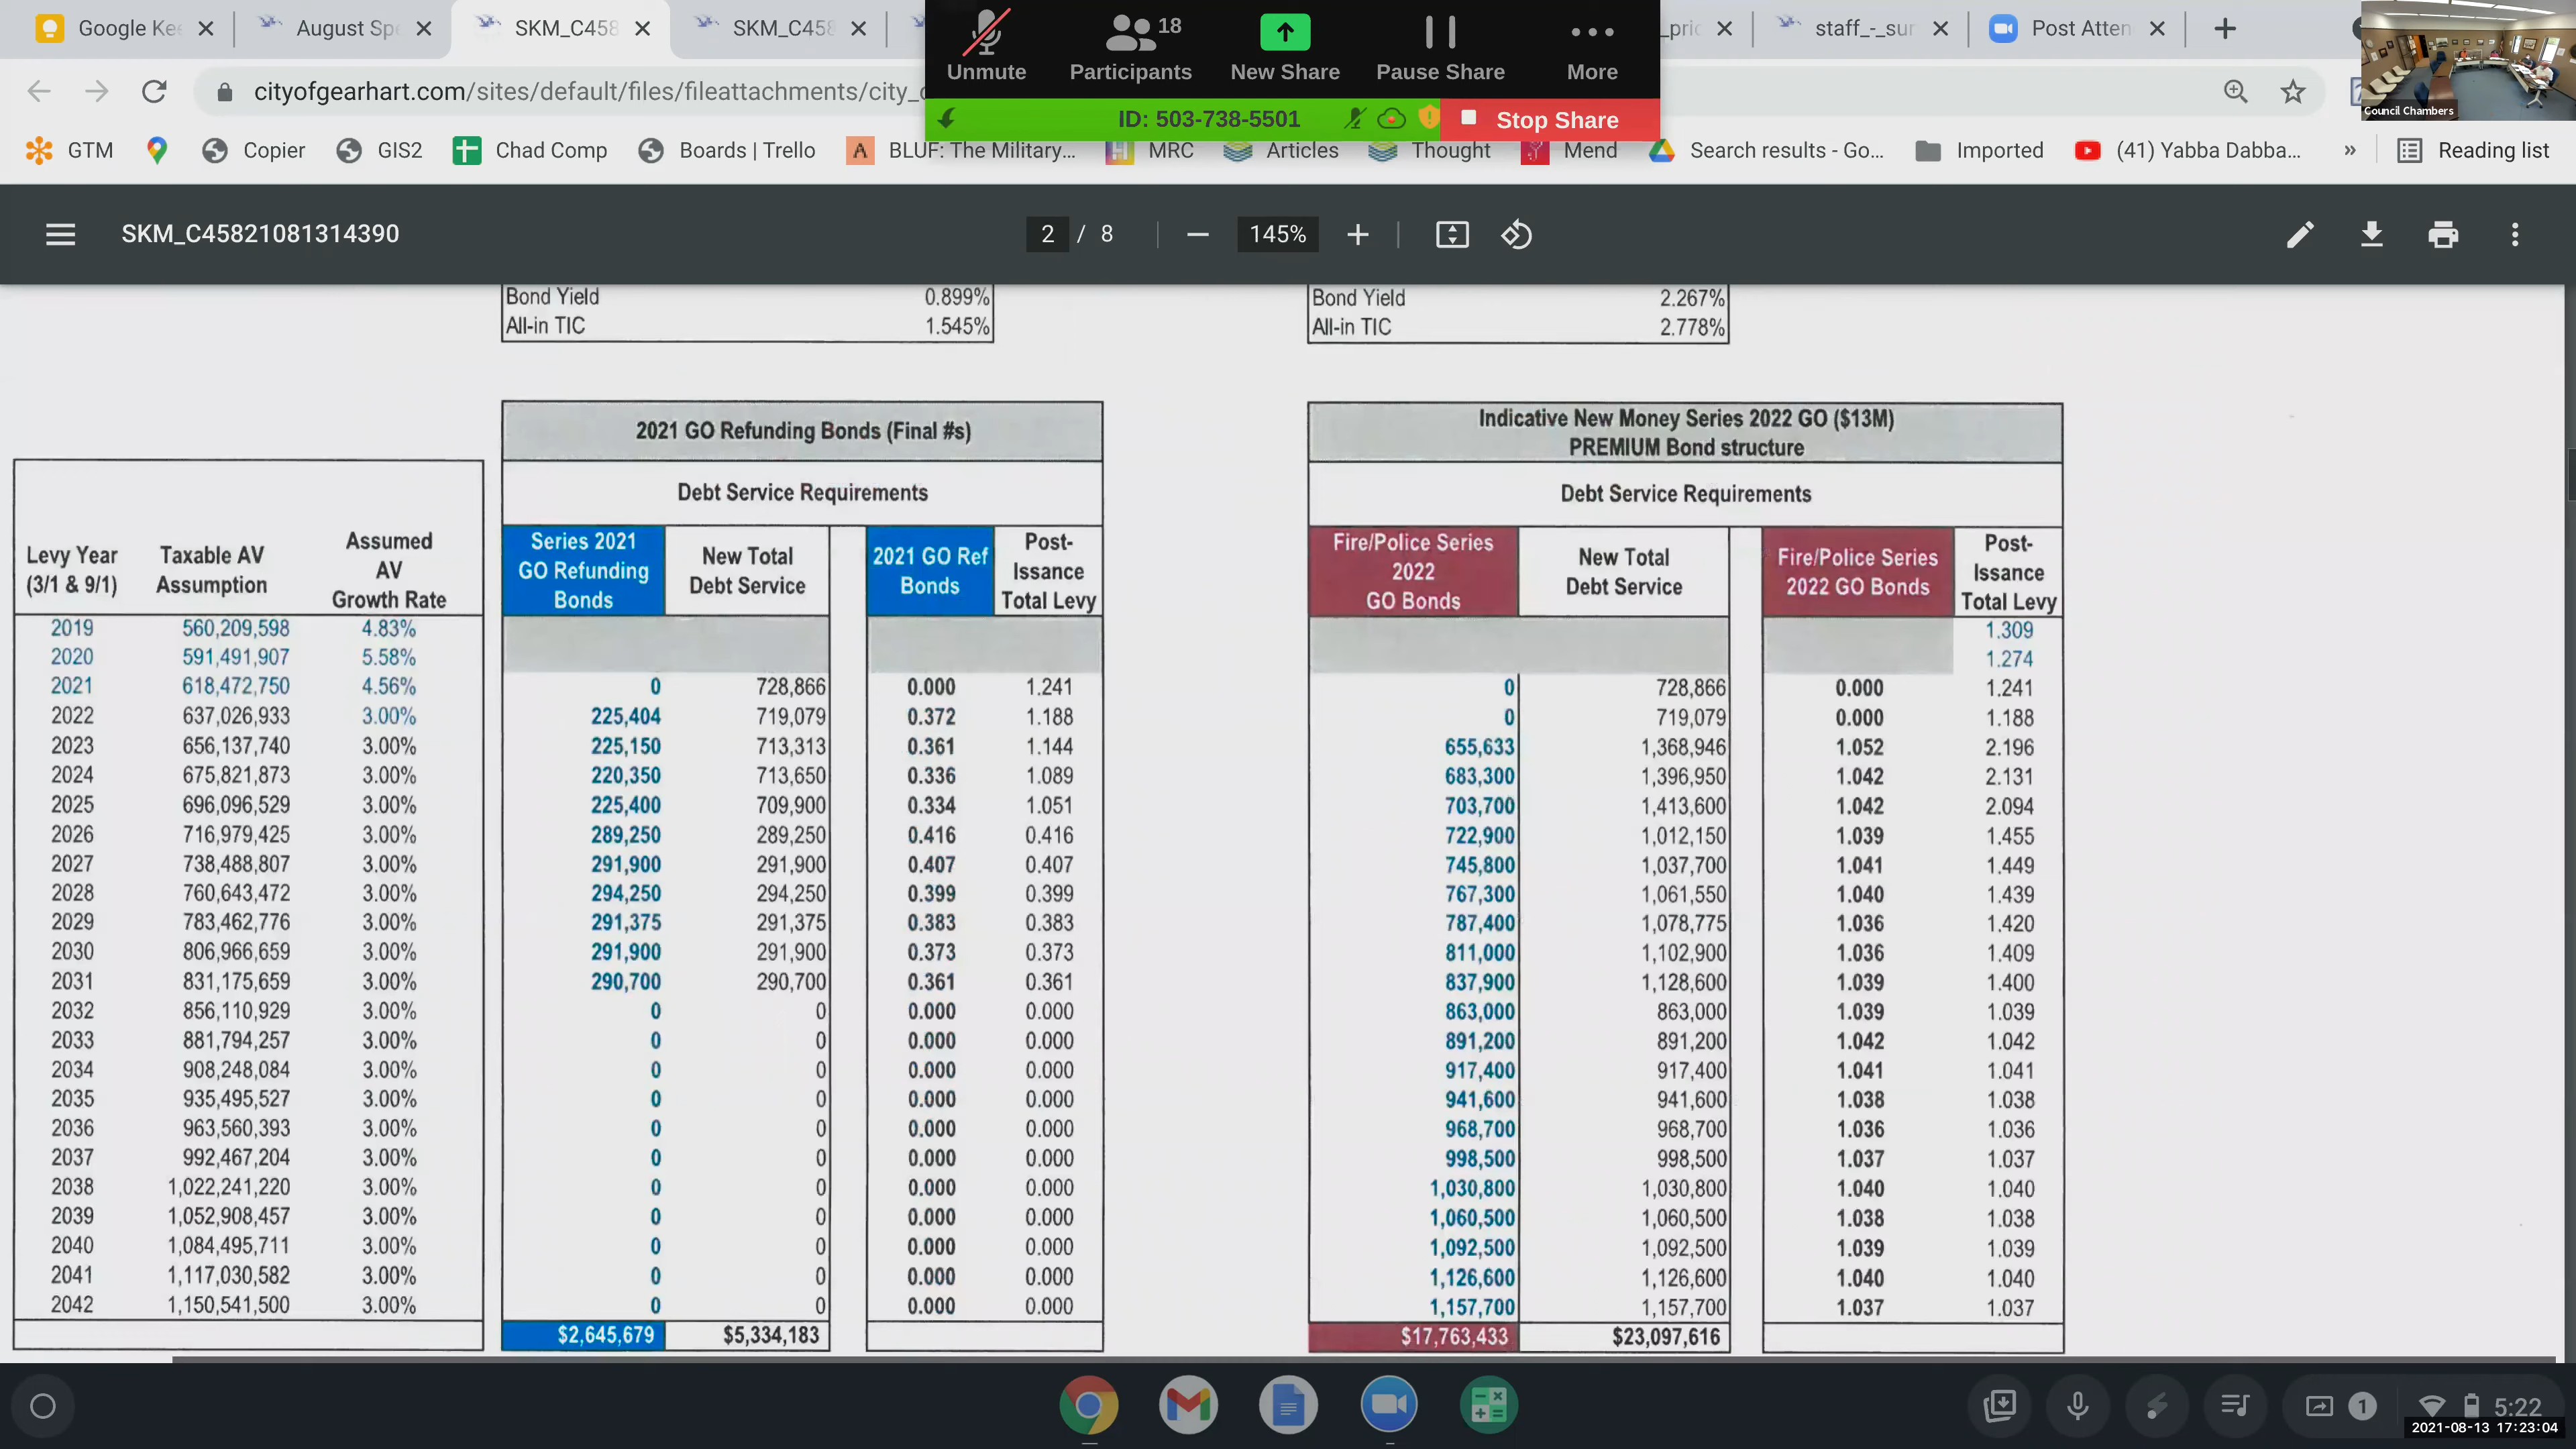 Google Ke
August Spe
SKM_C458
SKM_C458
_pric
staff_-_sur
Post Atten
Unmute
Participants
18
New Share
Pause Share
More
ID: 503-738-5501
Stop Share
Council Chambers
cityofgearhart.com/sites/default/files/fileattachments/city_
GTM
Copier
GIS2
Chad Comp
Boards | Trello
BLUF: The Military...
MRC
Articles
Thought
Mend
Search results - Go...
Imported
(41) Yabba Dabba...
»
Reading list
SKM_C45821081314390
2 / 8
145%
Bond Yield 0.899%
All-in TIC 1.545%
Bond Yield 2.267%
All-in TIC 2.778%
2021 GO Refunding Bonds (Final #s)
Indicative New Money Series 2022 GO ($13M)
PREMIUM Bond structure
Debt Service Requirements
Debt Service Requirements
Levy Year
(3/1 & 9/1)
Taxable AV
Assumption
Assumed
AV
Growth Rate
Series 2021
GO Refunding
Bonds
New Total
Debt Service
2021 GO Ref
Bonds
Post-
Issance
Total Levy
Fire/Police Series
2022
GO Bonds
New Total
Debt Service
Fire/Police Series
2022 GO Bonds
Post-
Issance
Total Levy
2019 560,209,598 4.83% 1.309
2020 591,491,907 5.58% 1.274
2021 618,472,750 4.56% 0 728,866 0.000 1.241 0 728,866 0.000 1.241
2022 637,026,933 3.00% 225,404 719,079 0.372 1.188 0 719,079 0.000 1.188
2023 656,137,740 3.00% 225,150 713,313 0.361 1.144 655,633 1,368,946 1.052 2.196
2024 675,821,873 3.00% 220,350 713,650 0.336 1.089 683,300 1,396,950 1.042 2.131
2025 696,096,529 3.00% 225,400 709,900 0.334 1.051 703,700 1,413,600 1.042 2.094
2026 716,979,425 3.00% 289,250 289,250 0.416 0.416 722,900 1,012,150 1.039 1.455
2027 738,488,807 3.00% 291,900 291,900 0.407 0.407 745,800 1,037,700 1.041 1.449
2028 760,643,472 3.00% 294,250 294,250 0.399 0.399 767,300 1,061,550 1.040 1.439
2029 783,462,776 3.00% 291,375 291,375 0.383 0.383 787,400 1,078,775 1.036 1.420
2030 806,966,659 3.00% 291,900 291,900 0.373 0.373 811,000 1,102,900 1.036 1.409
2031 831,175,659 3.00% 290,700 290,700 0.361 0.361 837,900 1,128,600 1.039 1.400
2032 856,110,929 3.00% 0 0 0.000 0.000 863,000 863,000 1.039 1.039
2033 881,794,257 3.00% 0 0 0.000 0.000 891,200 891,200 1.042 1.042
2034 908,248,084 3.00% 0 0 0.000 0.000 917,400 917,400 1.041 1.041
2035 935,495,527 3.00% 0 0 0.000 0.000 941,600 941,600 1.038 1.038
2036 963,560,393 3.00% 0 0 0.000 0.000 968,700 968,700 1.036 1.036
2037 992,467,204 3.00% 0 0 0.000 0.000 998,500 998,500 1.037 1.037
2038 1,022,241,220 3.00% 0 0 0.000 0.000 1,030,800 1,030,800 1.040 1.040
2039 1,052,908,457 3.00% 0 0 0.000 0.000 1,060,500 1,060,500 1.038 1.038
2040 1,084,495,711 3.00% 0 0 0.000 0.000 1,092,500 1,092,500 1.039 1.039
2041 1,117,030,582 3.00% 0 0 0.000 0.000 1,126,600 1,126,600 1.040 1.040
2042 1,150,541,500 3.00% 0 0 0.000 0.000 1,157,700 1,157,700 1.037 1.037
$2,645,679 $5,334,183 $17,763,433 $23,097,616
1
5:22
2021-08-13 17:23:04